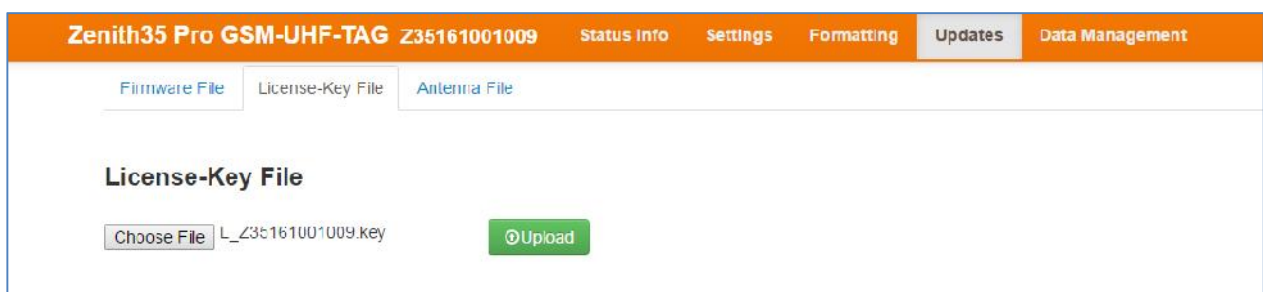 Zenith35 Pro GSM-UHF-TAG Z35161001009 Status Info Settings Formatting Updates Data Management
Firmware File License-Key File Antenna File
License-Key File
Choose File L_Z35161001009.key Upload